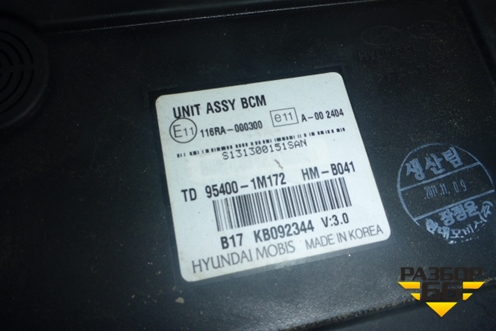 UNIT ASSY BCM
E11 116RA-000300 e11 A-00 2404
S131300151SAN
TD 95400-1M172 HM-B041
B17 KB092344 V:3.0
HYUNDAI MOBIS MADE IN KOREA
생산팀
РАЗБОР